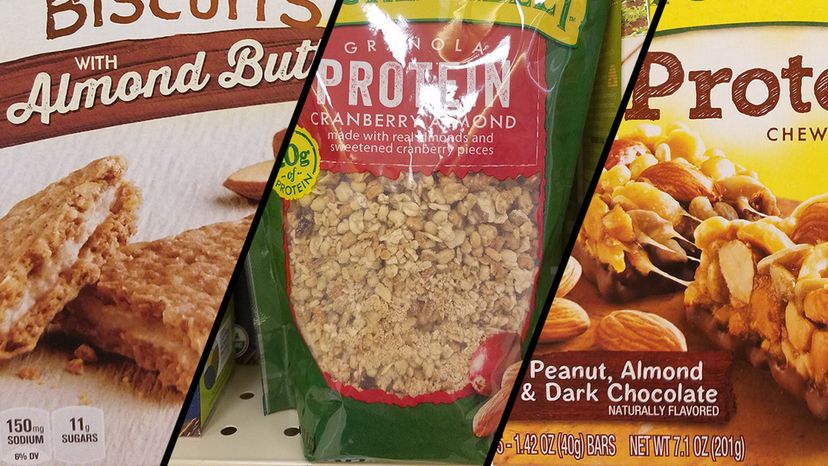 BISCUITS
WITH
Almond Butt
150mg
SODIUM
6% DV
11g
SUGARS
GRANOLA
PROTEIN
CRANBERRY ALMOND
made with real almonds and
sweetened cranberry pieces
10g
of
PROTEIN
Prote
CHEW
Peanut, Almond
& Dark Chocolate
NATURALLY FLAVORED
5 - 1.42 OZ (40g) BARS NET WT 7.1 OZ (201g)